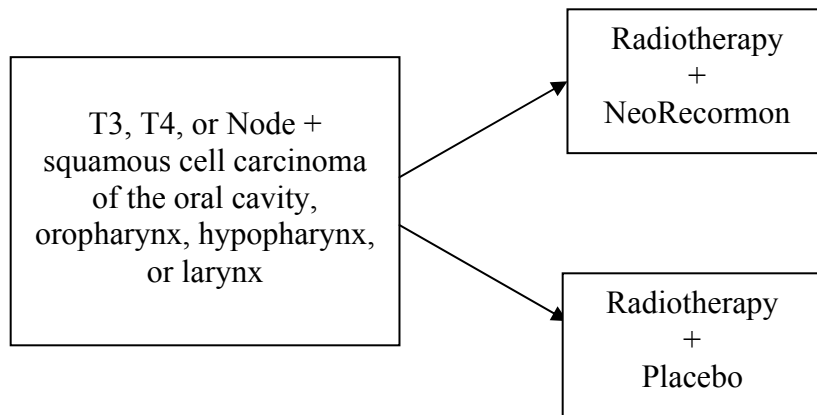 T3, T4, or Node +
squamous cell carcinoma
of the oral cavity,
oropharynx, hypopharynx,
or larynx
Radiotherapy
+
NeoRecormon
Radiotherapy
+
Placebo